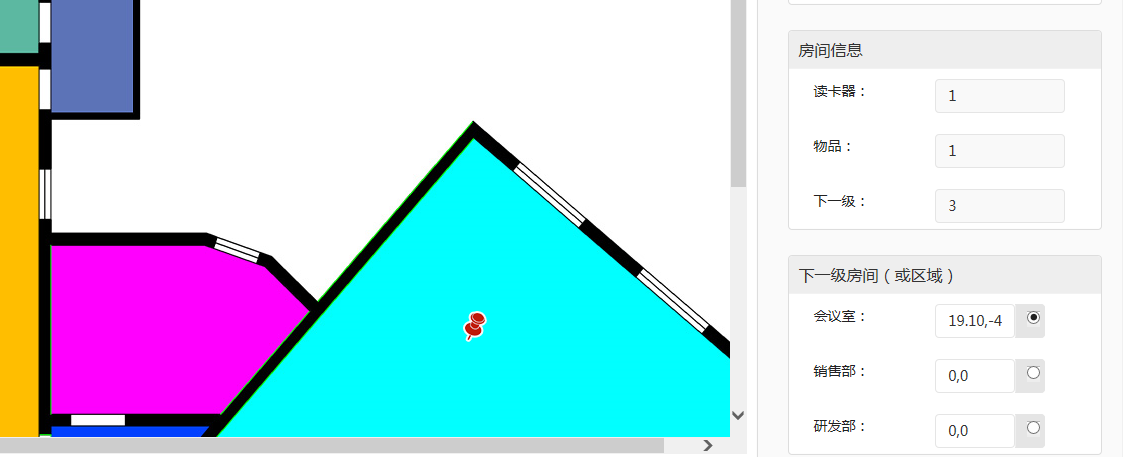 房间信息
读卡器： 1
物品： 1
下一级： 3
下一级房间（或区域）
会议室： 19.10,-4
销售部： 0,0
研发部： 0,0